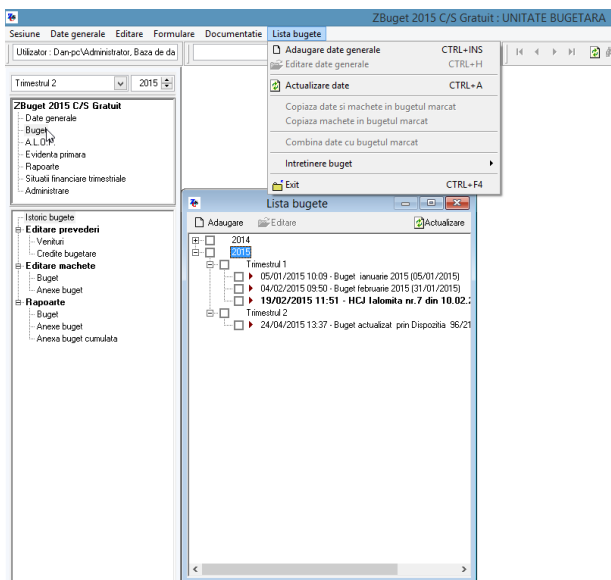 ZBuget 2015 C/S Gratuit : UNITATE BUGETARA
Sesiune Date generale Editare Formulare Documentatie Lista bugete
Utilizator : Dan-pc\Administrator, Baza de da
Adaugare date generale CTRL+INS
Editare date generale CTRL+H
Actualizare date CTRL+A
Copiaza date si machete in bugetul marcat
Copiaza machete in bugetul marcat
Combina date cu bugetul marcat
Intretinere buget
Exit CTRL+F4
Trimestrul 2 2015
ZBuget 2015 C/S Gratuit
Date generale
Buget
A.L.O.P.
Evidenta primara
Rapoarte
Situatii financiare trimestriale
Administrare
Istoric bugete
Editare prevederi
Venituri
Credite bugetare
Editare machete
Buget
Anexe buget
Rapoarte
Buget
Anexe buget
Anexa buget cumulata
Lista bugete
Adaugare Editare Actualizare
2014
2015
Trimestrul 1
05/01/2015 10:09 - Buget ianuarie 2015 (05/01/2015)
04/02/2015 09:50 - Buget februarie 2015 (31/01/2015)
19/02/2015 11:51 - HCJ Ialomita nr.7 din 10.02.2
Trimestrul 2
24/04/2015 13:37 - Buget actualizat prin Dispozitia 96/21